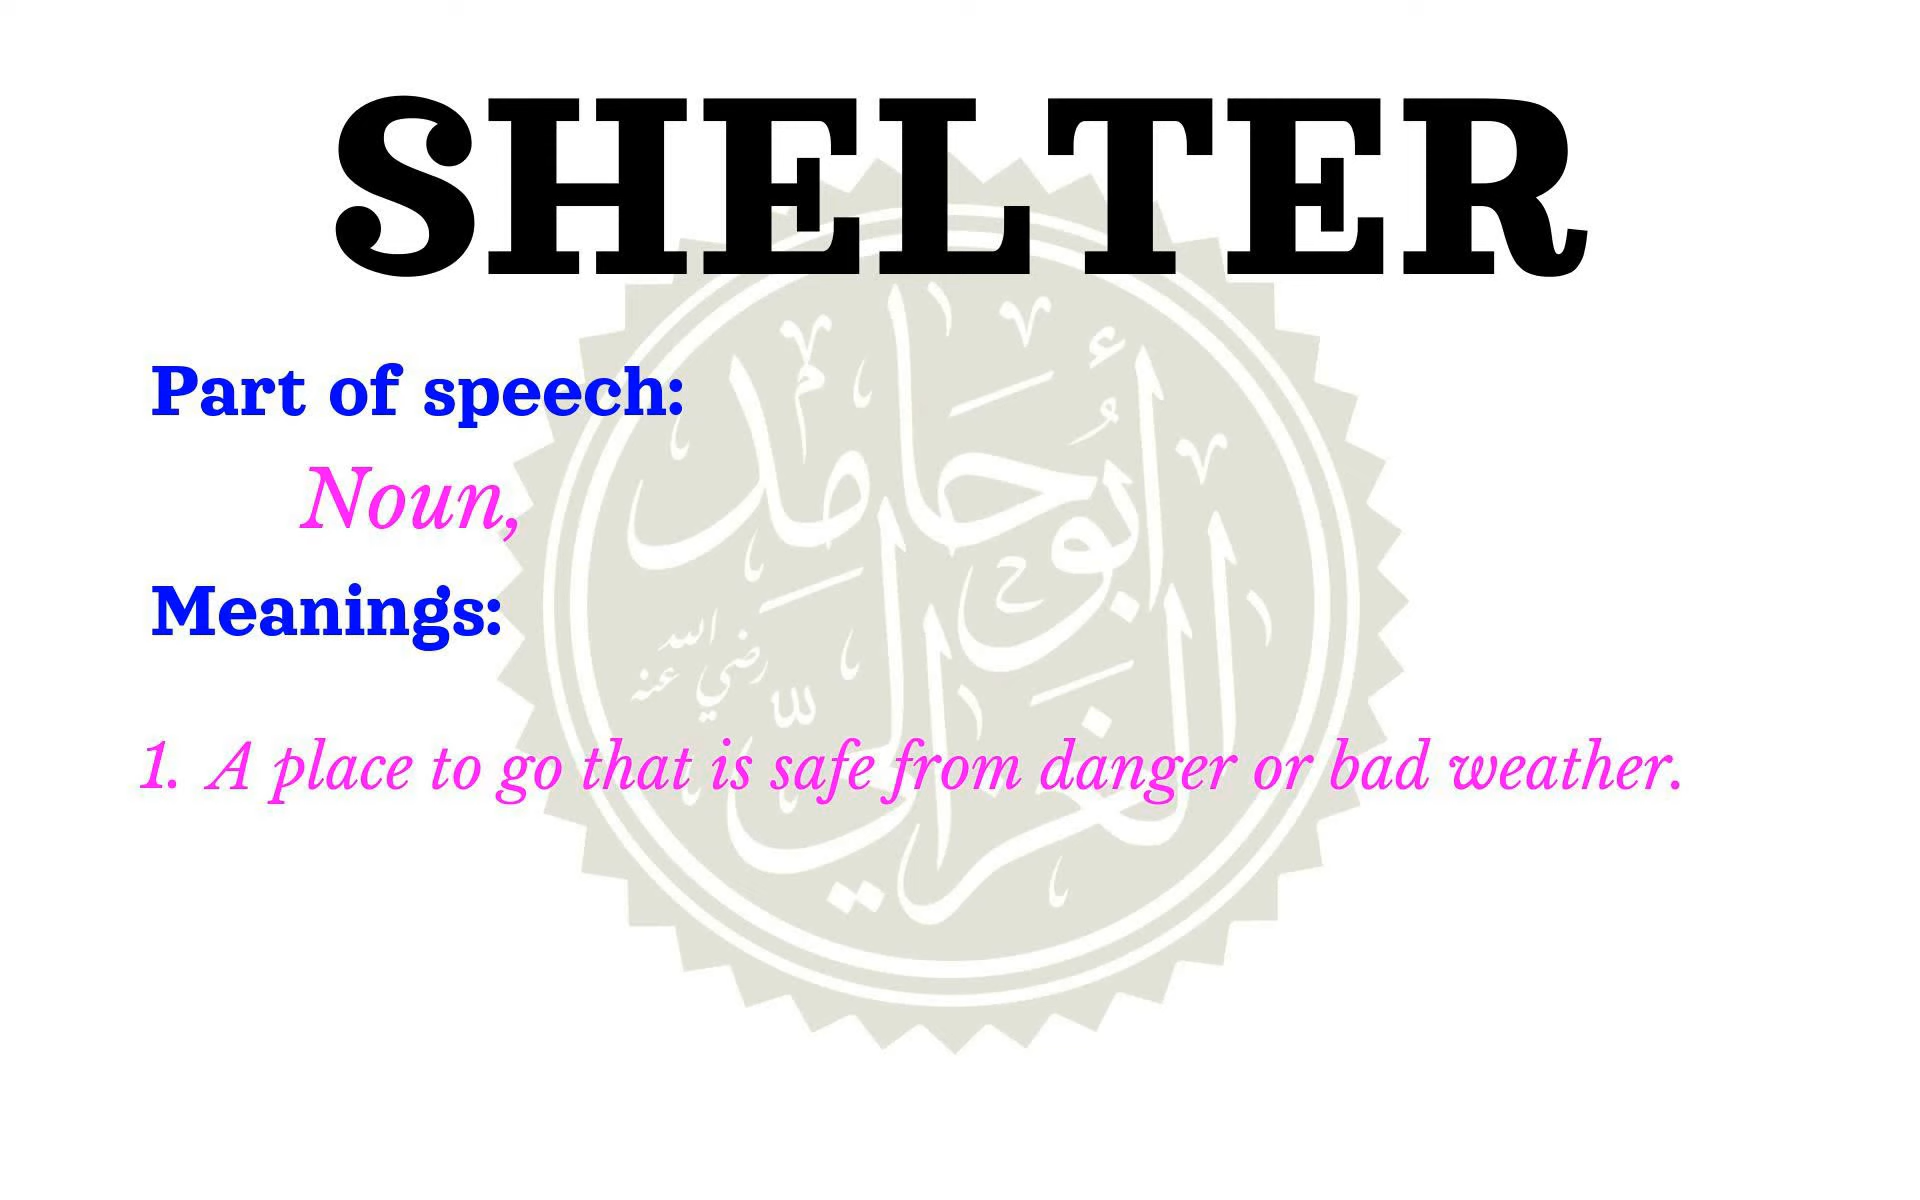 SHELTER
Part of speech:
Noun,
Meanings:
1. A place to go that is safe from danger or bad weather.
أبو حامد
الغزالي
رضي الله عنه